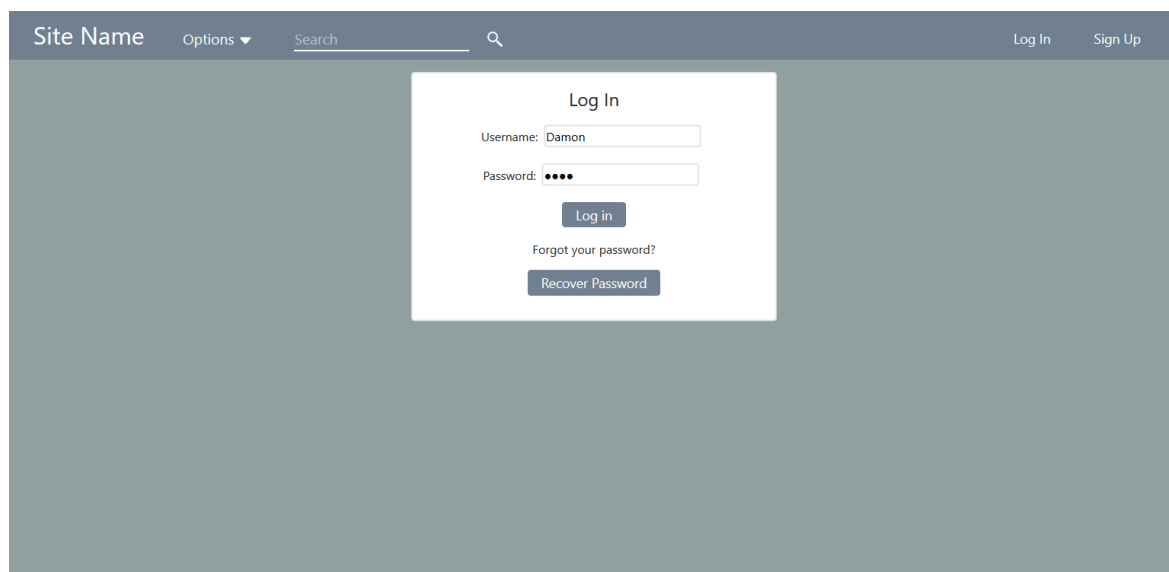 Site Name Options Search Log In Sign Up
Log In
Username: Damon
Password: ••••
Log in
Forgot your password?
Recover Password